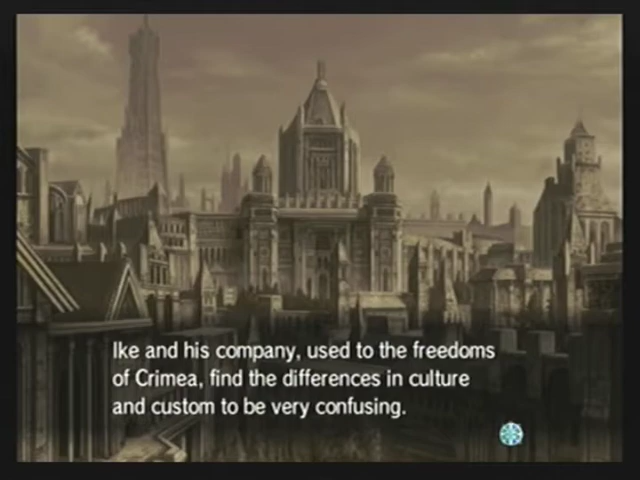 Ike and his company, used to the freedoms
of Crimea, find the differences in culture
and custom to be very confusing.